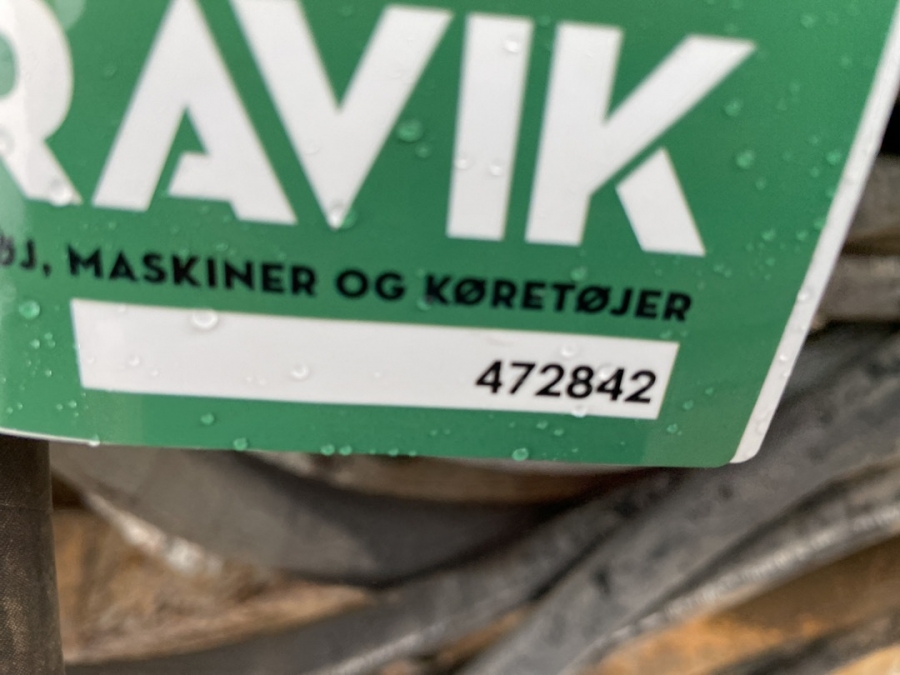 RAVIK
ØJ, MASKINER OG KØRETØJER
472842